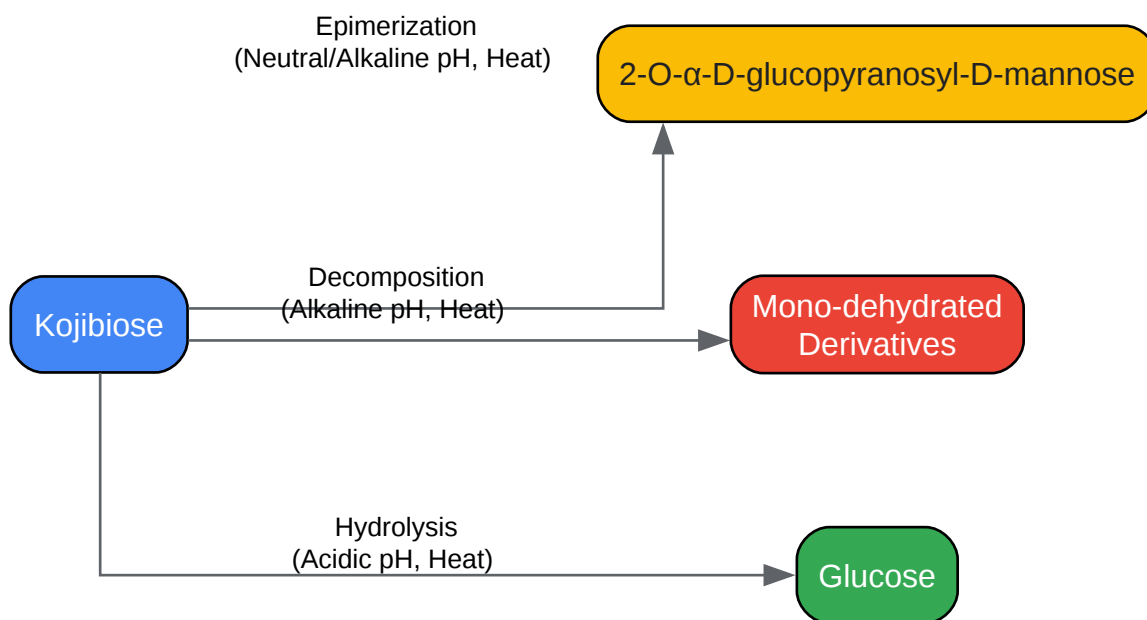 Epimerization
(Neutral/Alkaline pH, Heat)
2-O-α-D-glucopyranosyl-D-mannose
Decomposition
(Alkaline pH, Heat)
Kojibiose
Mono-dehydrated
Derivatives
Hydrolysis
(Acidic pH, Heat)
Glucose